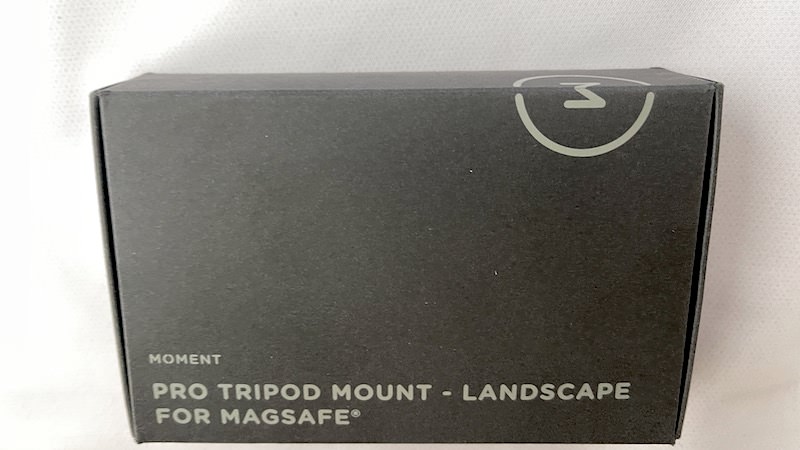 MOMENT
PRO TRIPOD MOUNT - LANDSCAPE
FOR MAGSAFE®